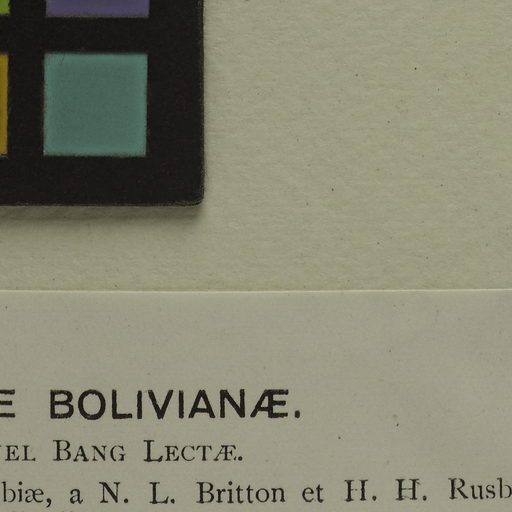 E BOLIVIANÆ.
EL BANG LECTÆ.
biæ, a N. L. Britton et H. H. Rusb